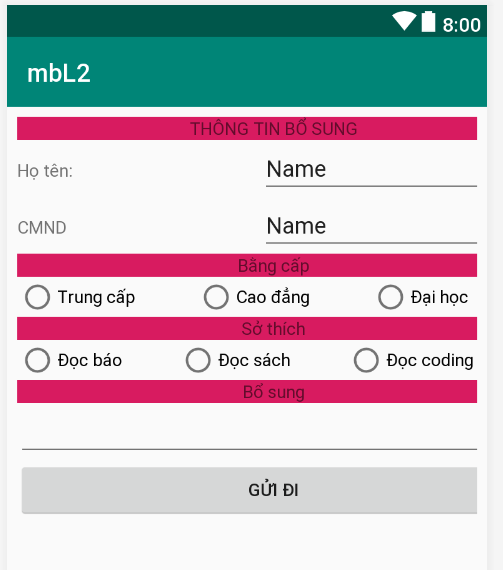 8:00
mbL2
THÔNG TIN BỔ SUNG
Họ tên: Name
CMND Name
Bằng cấp
Trung cấp Cao đẳng Đại học
Sở thích
Đọc báo Đọc sách Đọc coding
Bổ sung
GỬI ĐI